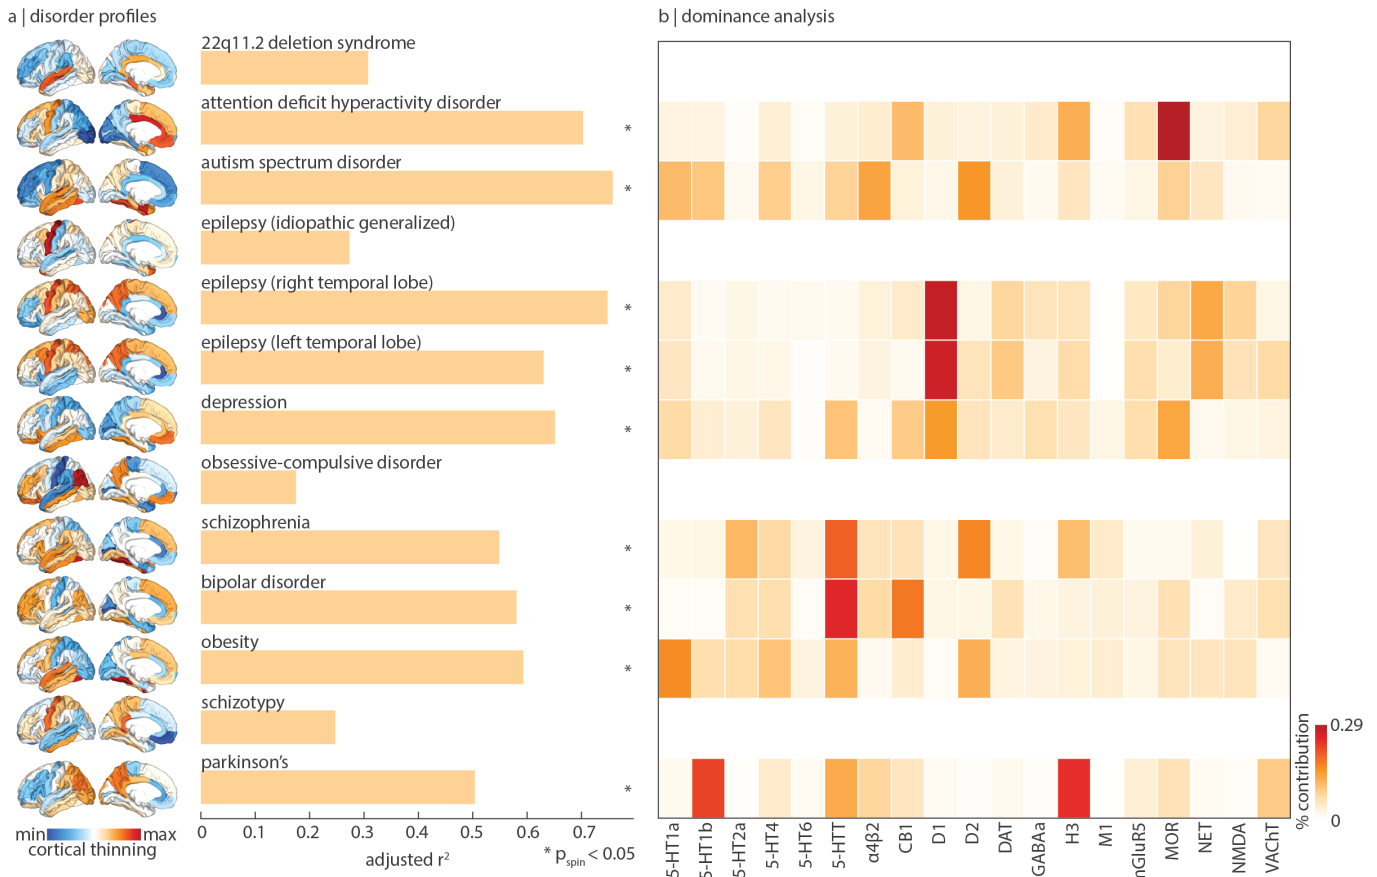 a | disorder profiles
b | dominance analysis
22q11.2 deletion syndrome
attention deficit hyperactivity disorder
*
autism spectrum disorder
*
epilepsy (idiopathic generalized)
epilepsy (right temporal lobe)
*
epilepsy (left temporal lobe)
*
depression
*
obsessive-compulsive disorder
schizophrenia
*
bipolar disorder
*
obesity
*
schizotypy
parkinson's
*
min max
cortical thinning
0 0.1 0.2 0.3 0.4 0.5 0.6 0.7
adjusted r²
* pspin < 0.05
5-HT1a
5-HT1b
5-HT2a
5-HT4
5-HT6
5-HTT
α4β2
CB1
D1
D2
DAT
GABAa
H3
M1
mGluR5
MOR
NET
NMDA
VAChT
% contribution
0.29
0